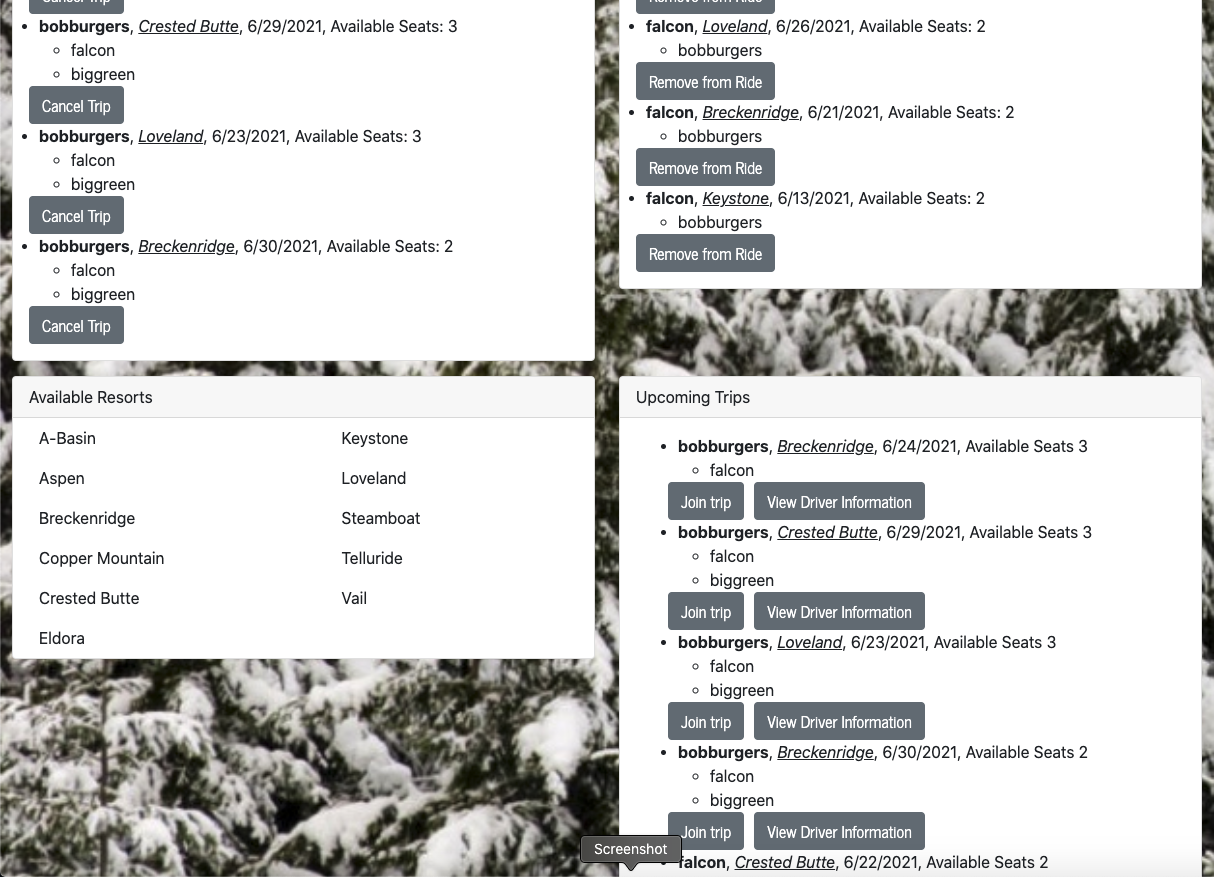 Cancel Trip
bobburgers, Crested Butte, 6/29/2021, Available Seats: 3
falcon
biggreen
Cancel Trip
bobburgers, Loveland, 6/23/2021, Available Seats: 3
falcon
biggreen
Cancel Trip
bobburgers, Breckenridge, 6/30/2021, Available Seats: 2
falcon
biggreen
Cancel Trip
Remove from Ride
falcon, Loveland, 6/26/2021, Available Seats: 2
bobburgers
Remove from Ride
falcon, Breckenridge, 6/21/2021, Available Seats: 2
bobburgers
Remove from Ride
falcon, Keystone, 6/13/2021, Available Seats: 2
bobburgers
Remove from Ride
Available Resorts
A-Basin
Keystone
Aspen
Loveland
Breckenridge
Steamboat
Copper Mountain
Telluride
Crested Butte
Vail
Eldora
Upcoming Trips
bobburgers, Breckenridge, 6/24/2021, Available Seats 3
falcon
Join trip View Driver Information
bobburgers, Crested Butte, 6/29/2021, Available Seats 3
falcon
biggreen
Join trip View Driver Information
bobburgers, Loveland, 6/23/2021, Available Seats 3
falcon
biggreen
Join trip View Driver Information
bobburgers, Breckenridge, 6/30/2021, Available Seats 2
falcon
biggreen
Join trip View Driver Information
Screenshot
falcon, Crested Butte, 6/22/2021, Available Seats 2